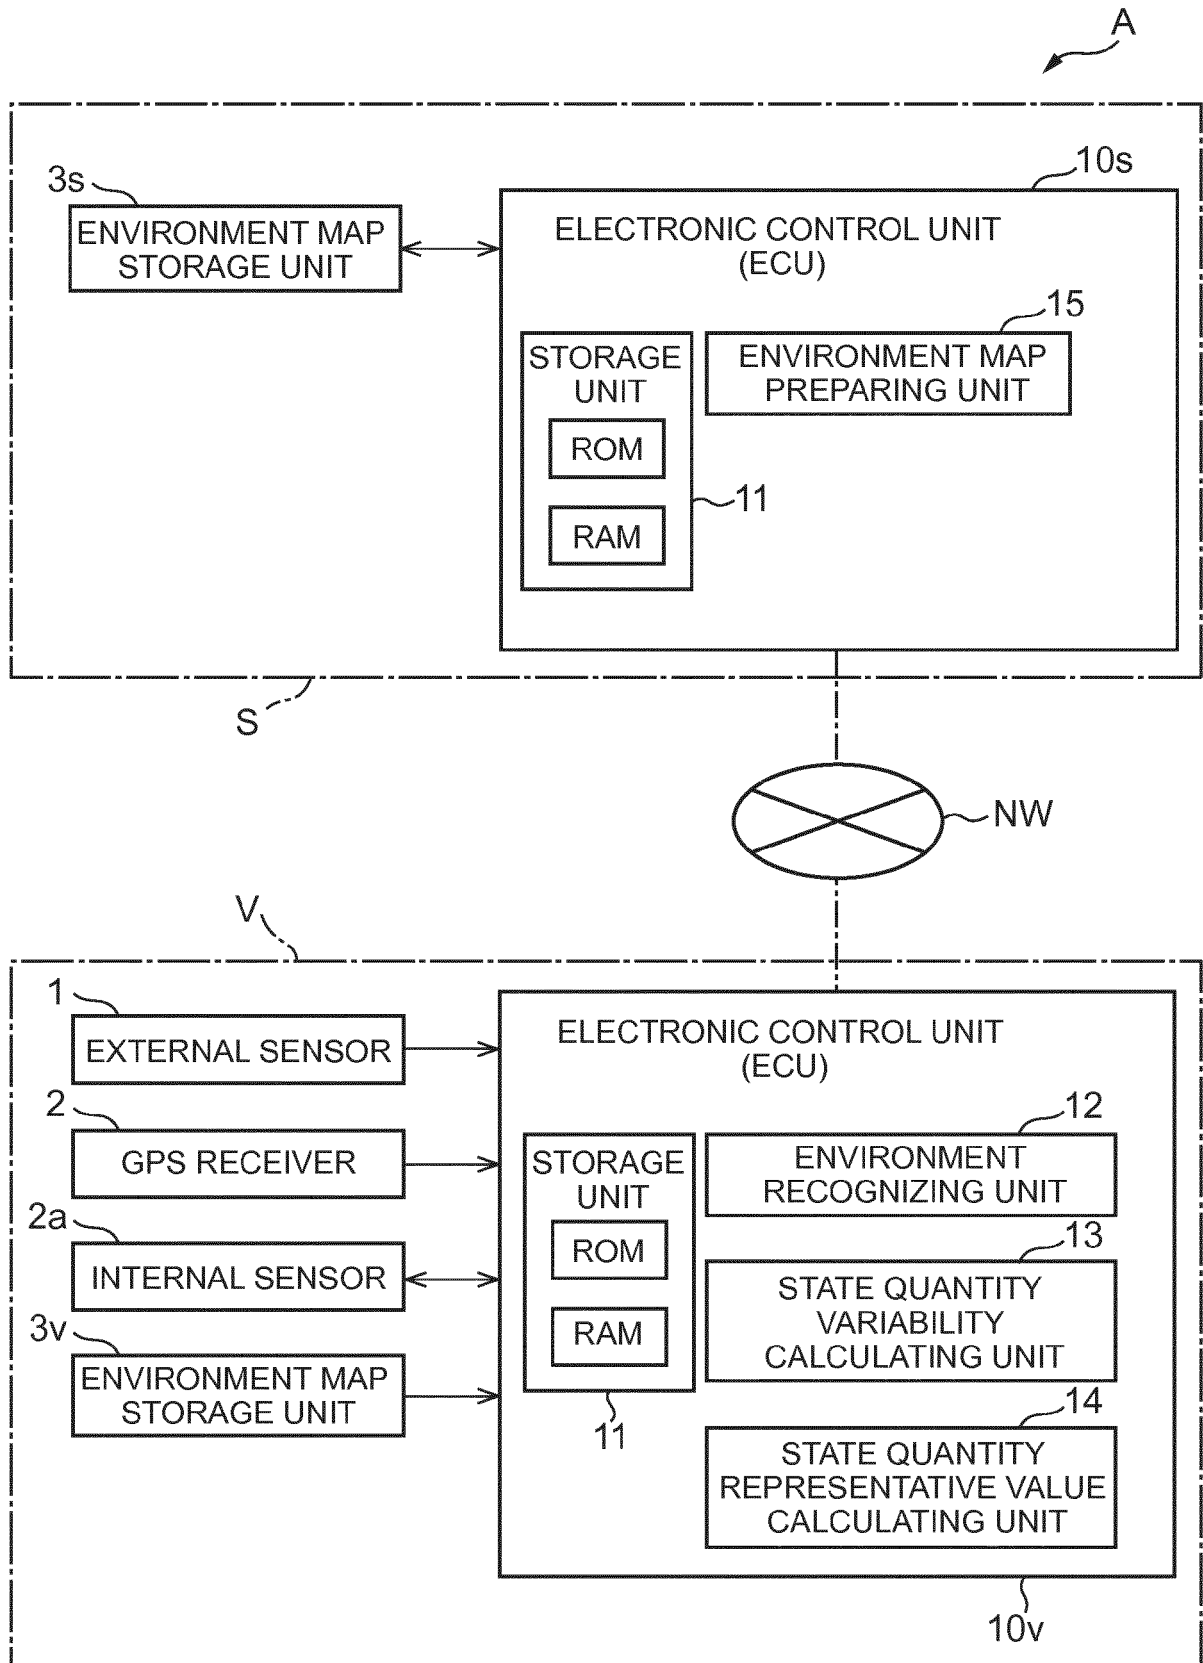 A
3s
10s
ENVIRONMENT MAP
STORAGE UNIT
ELECTRONIC CONTROL UNIT
(ECU)
15
STORAGE
UNIT
ENVIRONMENT MAP
PREPARING UNIT
ROM
11
RAM
S
NW
V
1
EXTERNAL SENSOR
ELECTRONIC CONTROL UNIT
(ECU)
2
GPS RECEIVER
12
STORAGE
UNIT
ENVIRONMENT
RECOGNIZING UNIT
2a
INTERNAL SENSOR
ROM
13
STATE QUANTITY
VARIABILITY
CALCULATING UNIT
3v
RAM
ENVIRONMENT MAP
STORAGE UNIT
11
14
STATE QUANTITY
REPRESENTATIVE VALUE
CALCULATING UNIT
10v